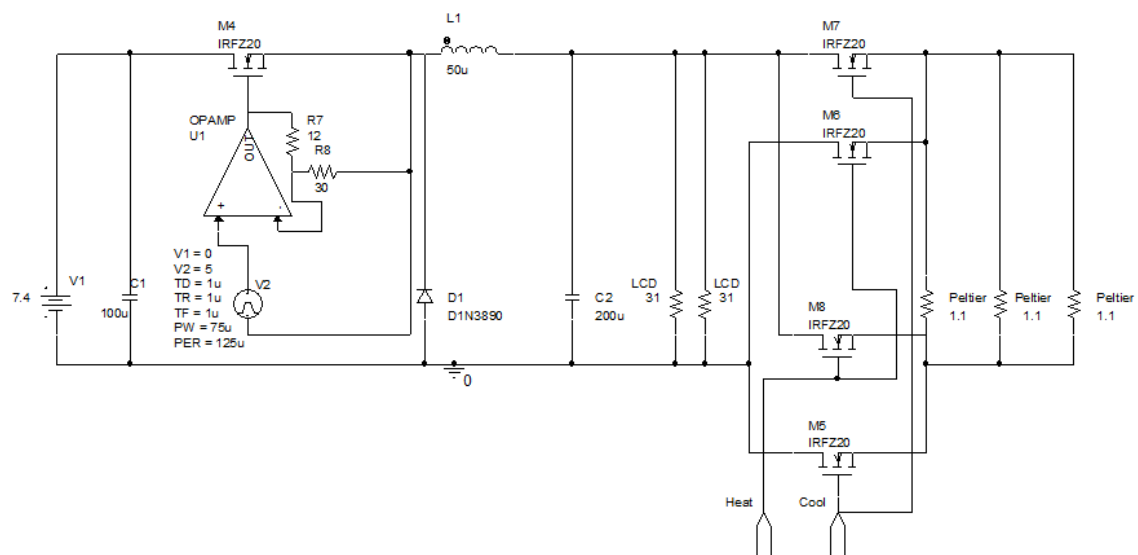 M4
IRFZ20
L1
50u
M7
IRFZ20
OPAMP
U1
OUT
+
-
R7
12
R8
30
M6
IRFZ20
V1
7.4
C1
100u
V1 = 0
V2 = 5
TD = 1u
TR = 1u
TF = 1u
PW = 75u
PER = 125u
V2
D1
D1N3890
C2
200u
LCD
31
LCD
31
M8
IRFZ20
Peltier
1.1
Peltier
1.1
Peltier
1.1
0
M5
IRFZ20
Heat
Cool